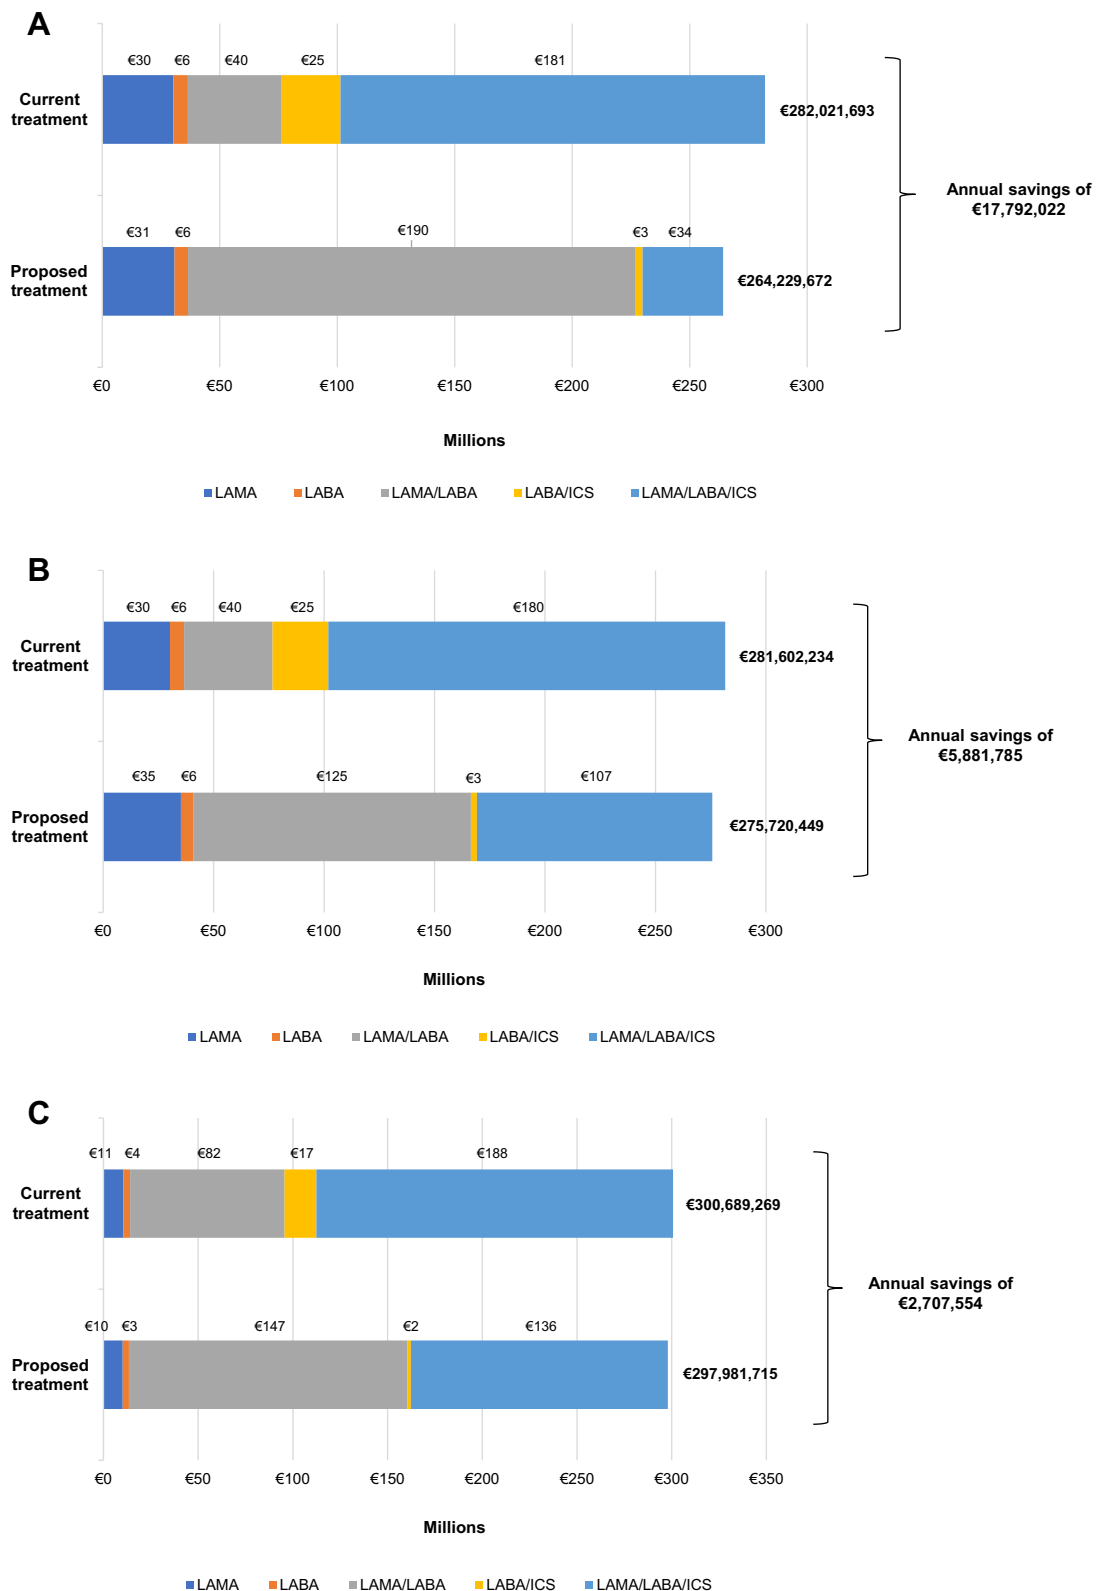 A
€30 €6 €40 €25 €181
Current
treatment
€282,021,693
Annual savings of
€17,792,022
€31 €6 €190 €3 €34
Proposed
treatment
€264,229,672
€0 €50 €100 €150 €200 €250 €300
Millions
LAMA LABA LAMA/LABA LABA/ICS LAMA/LABA/ICS
B
€30 €6 €40 €25 €180
Current
treatment
€281,602,234
Annual savings of
€5,881,785
€35 €6 €125 €3 €107
Proposed
treatment
€275,720,449
€0 €50 €100 €150 €200 €250 €300
Millions
LAMA LABA LAMA/LABA LABA/ICS LAMA/LABA/ICS
C
€11 €4 €82 €17 €188
Current
treatment
€300,689,269
Annual savings of
€2,707,554
€10 €3 €147 €2 €136
Proposed
treatment
€297,981,715
€0 €50 €100 €150 €200 €250 €300 €350
Millions
LAMA LABA LAMA/LABA LABA/ICS LAMA/LABA/ICS